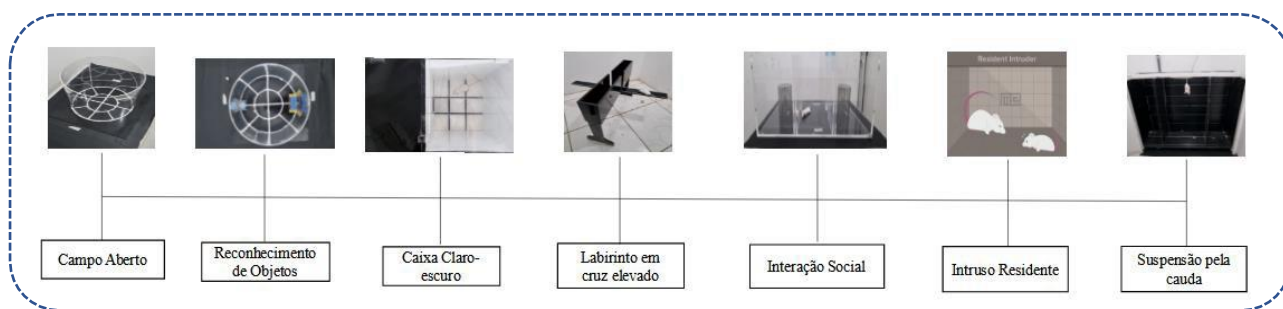 Resident Intruder
Campo Aberto
Reconhecimento
de Objetos
Caixa Claro-
escuro
Labirinto em
cruz elevado
Interação Social
Intruso Residente
Suspensão pela
cauda